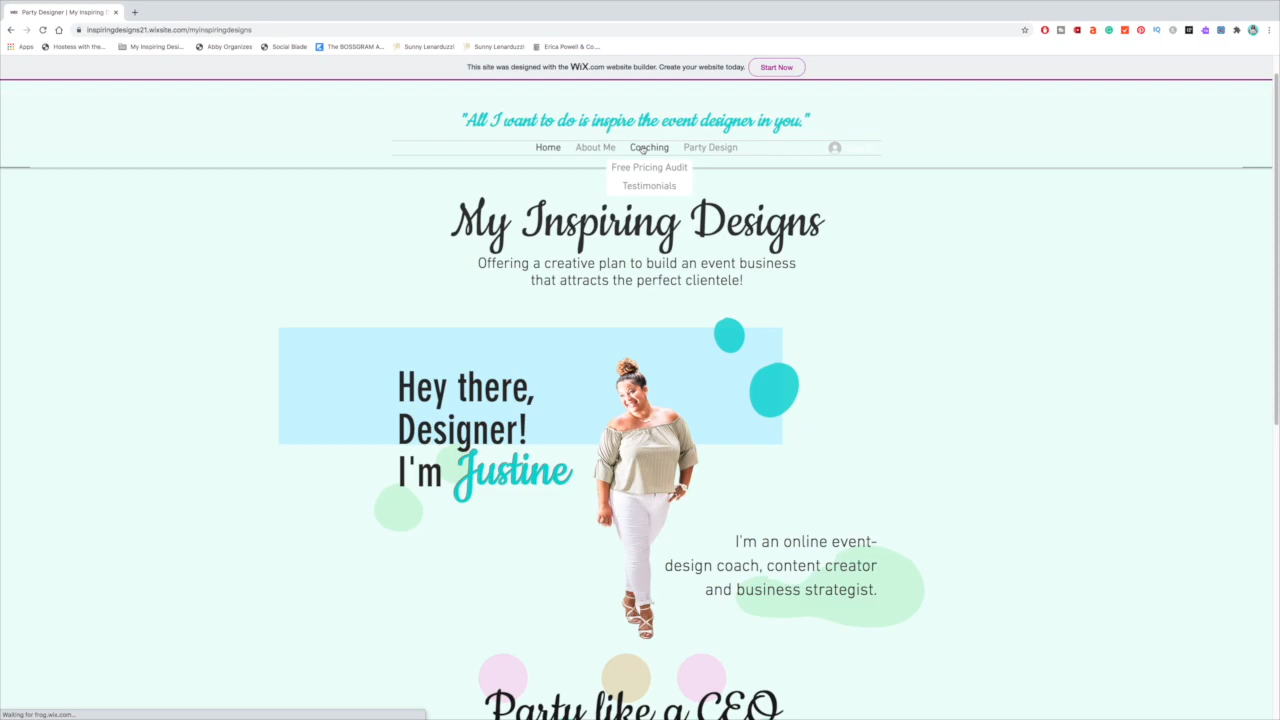 Party Designer | My Inspiring D
inspiringdesigns21.wixsite.com/myinspiringdesigns
Apps
Hostess with the...
My Inspiring Desi...
Abby Organizes
Social Blade
The BOSSGRAM A...
Sunny Lenarduzzi
Sunny Lenarduzzi
Erica Powell & Co....
This site was designed with the WiX.com website builder. Create your website today.
Start Now
"All I want to do is inspire the event designer in you."
Home
About Me
Coaching
Party Design
Free Pricing Audit
Testimonials
My Inspiring Designs
Offering a creative plan to build an event business
that attracts the perfect clientele!
Hey there,
Designer!
I'm Justine
I'm an online event-
design coach, content creator
and business strategist.
Party like a CEO
Waiting for frog.wix.com...